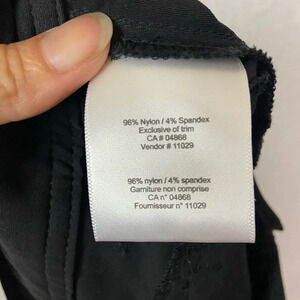 96% Nylon / 4% Spandex
Exclusive of trim
CA # 04868
Vendor # 11029
96% nylon / 4% spandex
Garniture non comprise
CA n° 04868
Fournisseur n° 11029